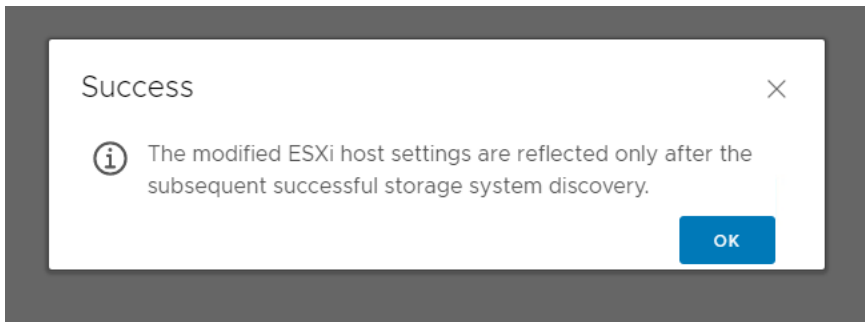 Success
The modified ESXi host settings are reflected only after the
subsequent successful storage system discovery.
OK